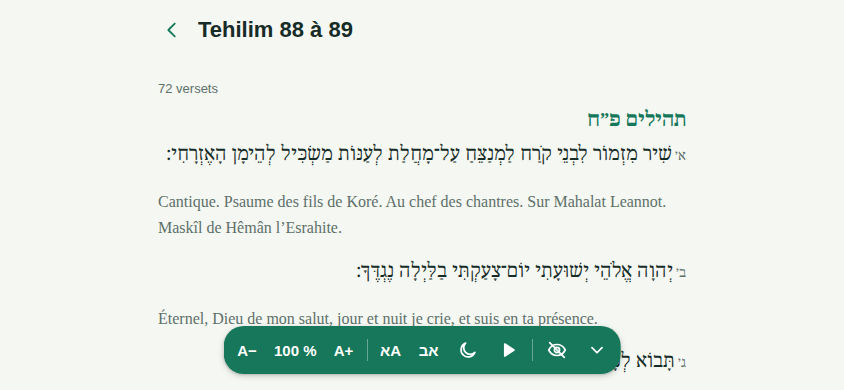 Tehilim 88 à 89
72 versets
תהילים פ״ח
א׳ שִׁיר מִזְמוֹר לִבְנֵי קֹרַח לַמְנַצֵּחַ עַל־מָחֲלַת לְעַנּוֹת מַשְׂכִּיל לְהֵימָן הָאֶזְרָחִי׃
Cantique. Psaume des fils de Koré. Au chef des chantres. Sur Mahalat Leannot.
Maskîl de Hêmân l’Esrahite.
ב׳ יְהוָה אֱלֹהֵי יְשׁוּעָתִי יוֹם־צָעַקְתִּי בַלַּיְלָה נֶגְדֶּךָ׃
Éternel, Dieu de mon salut, jour et nuit je crie, et suis en ta présence.
A− 100 % A+ אA אב
ג׳ תָּבוֹא